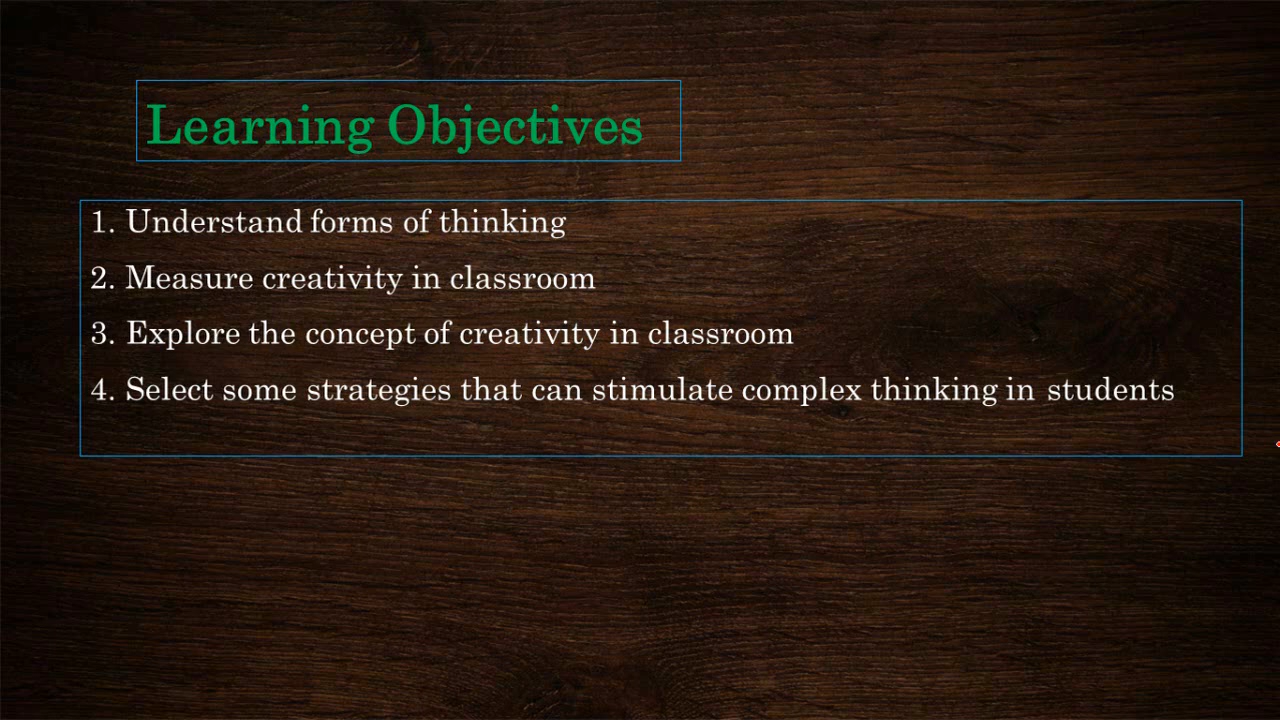 Learning Objectives
1. Understand forms of thinking
2. Measure creativity in classroom
3. Explore the concept of creativity in classroom
4. Select some strategies that can stimulate complex thinking in students